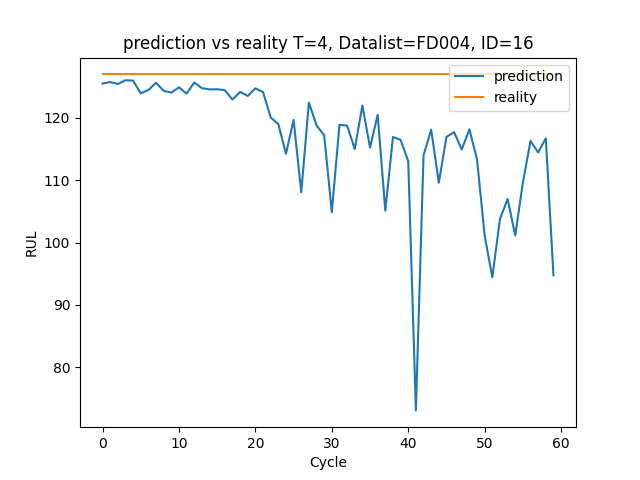 prediction vs reality T=4, Datalist=FD004, ID=16
prediction
reality
RUL
120
110
100
90
80
0 10 20 30 40 50 60
Cycle